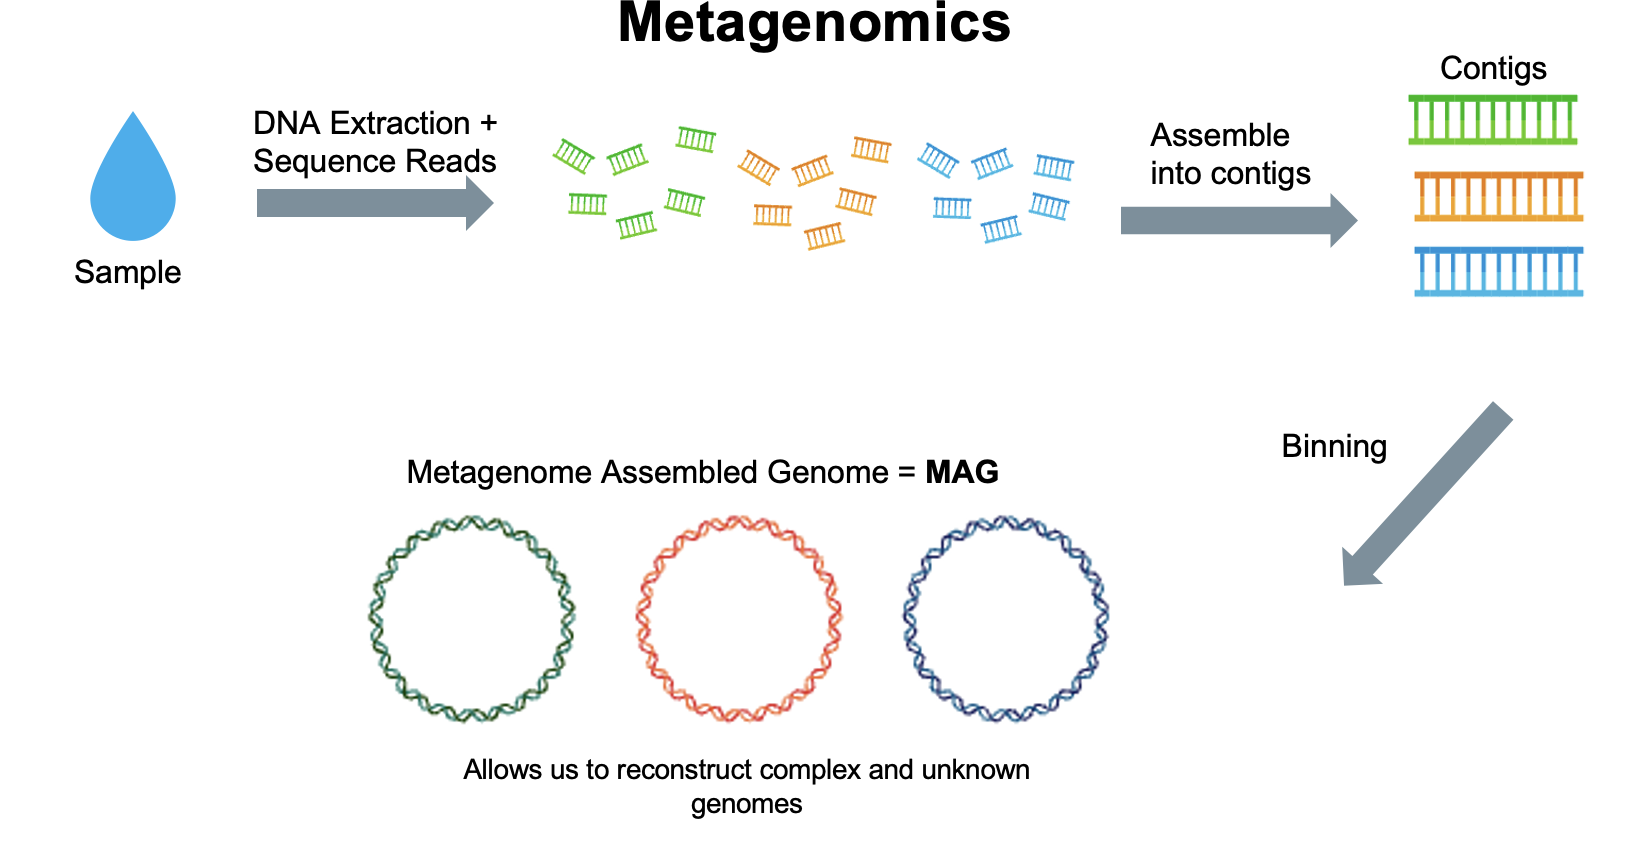 Metagenomics
Sample
DNA Extraction +
Sequence Reads
Assemble
into contigs
Contigs
Binning
Metagenome Assembled Genome = MAG
Allows us to reconstruct complex and unknown
genomes